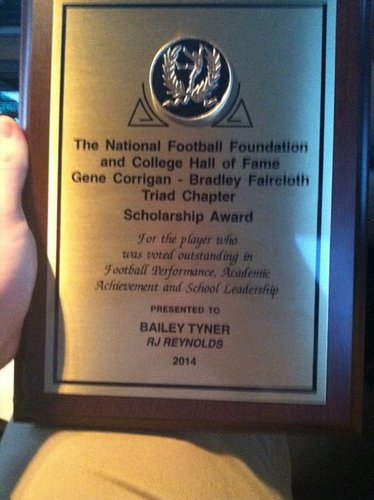 The National Football Foundation
and College Hall of Fame
Gene Corrigan - Bradley Faircloth
Triad Chapter
Scholarship Award
For the player who
was voted outstanding in
Football Performance, Academic
Achievement and School Leadership
PRESENTED TO
BAILEY TYNER
RJ REYNOLDS
2014